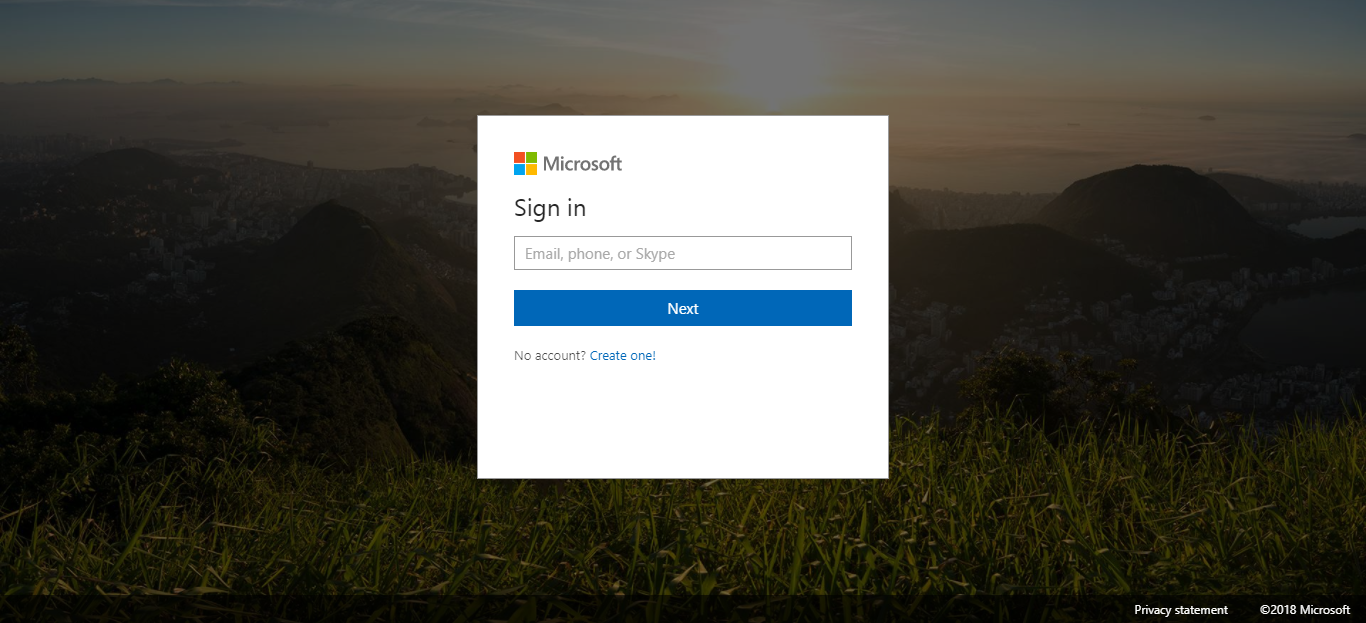 Microsoft
Sign in
Email, phone, or Skype
Next
No account? Create one!
Privacy statement ©2018 Microsoft